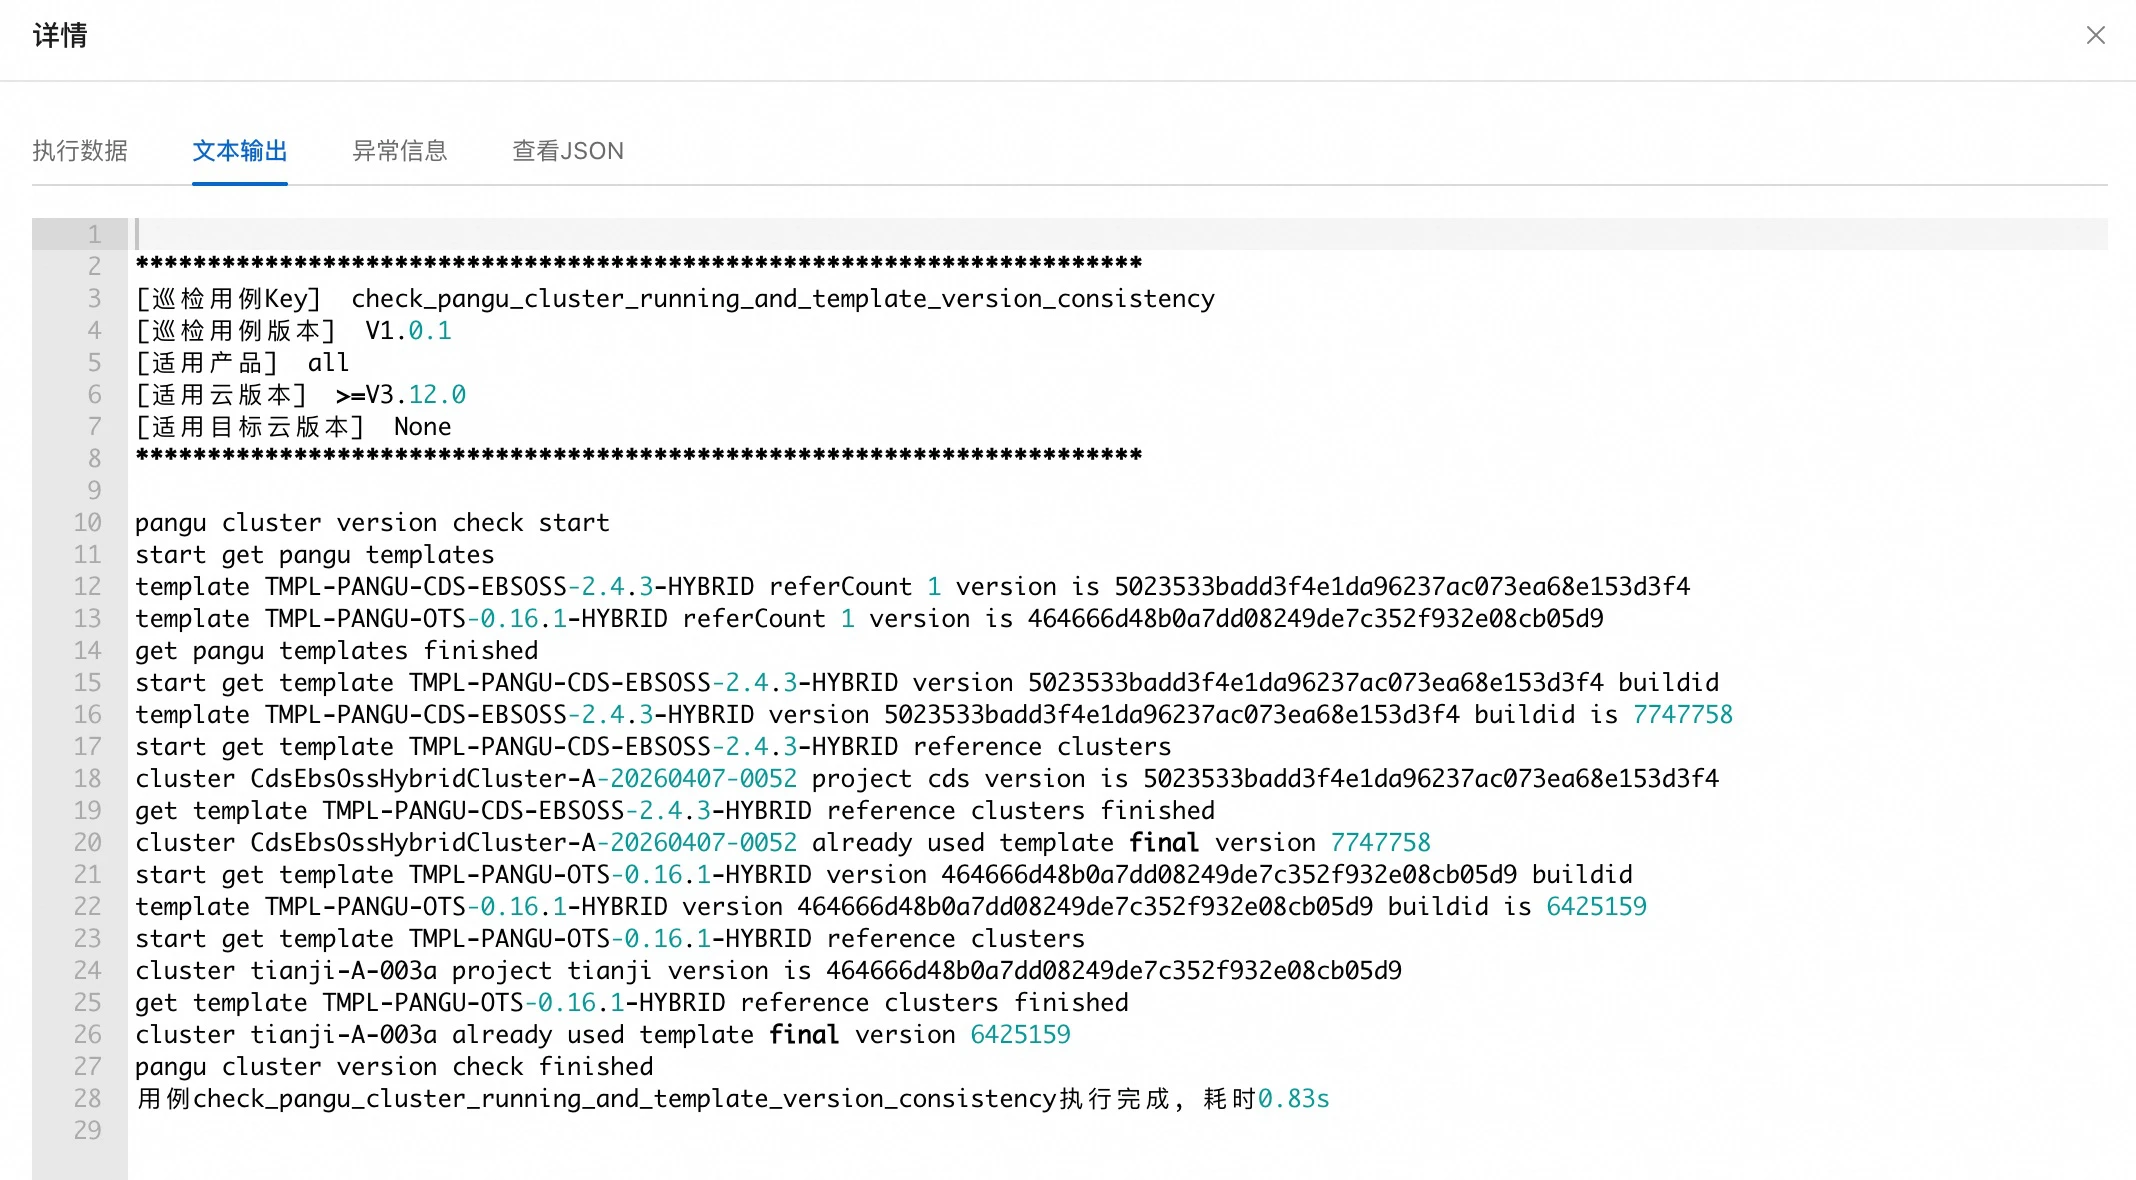 详情
执行数据 文本输出 异常信息 查看JSON
1
2 **********************************************************************
3 [巡检用例Key]  check_pangu_cluster_running_and_template_version_consistency
4 [巡检用例版本]  V1.0.1
5 [适用产品]  all
6 [适用云版本]  >=V3.12.0
7 [适用目标云版本]  None
8 **********************************************************************
9
10 pangu cluster version check start
11 start get pangu templates
12 template TMPL-PANGU-CDS-EBSOSS-2.4.3-HYBRID referCount 1 version is 5023533badd3f4e1da96237ac073ea68e153d3f4
13 template TMPL-PANGU-OTS-0.16.1-HYBRID referCount 1 version is 464666d48b0a7dd08249de7c352f932e08cb05d9
14 get pangu templates finished
15 start get template TMPL-PANGU-CDS-EBSOSS-2.4.3-HYBRID version 5023533badd3f4e1da96237ac073ea68e153d3f4 buildid
16 template TMPL-PANGU-CDS-EBSOSS-2.4.3-HYBRID version 5023533badd3f4e1da96237ac073ea68e153d3f4 buildid is 7747758
17 start get template TMPL-PANGU-CDS-EBSOSS-2.4.3-HYBRID reference clusters
18 cluster CdsEbsOssHybridCluster-A-20260407-0052 project cds version is 5023533badd3f4e1da96237ac073ea68e153d3f4
19 get template TMPL-PANGU-CDS-EBSOSS-2.4.3-HYBRID reference clusters finished
20 cluster CdsEbsOssHybridCluster-A-20260407-0052 already used template final version 7747758
21 start get template TMPL-PANGU-OTS-0.16.1-HYBRID version 464666d48b0a7dd08249de7c352f932e08cb05d9 buildid
22 template TMPL-PANGU-OTS-0.16.1-HYBRID version 464666d48b0a7dd08249de7c352f932e08cb05d9 buildid is 6425159
23 start get template TMPL-PANGU-OTS-0.16.1-HYBRID reference clusters
24 cluster tianji-A-003a project tianji version is 464666d48b0a7dd08249de7c352f932e08cb05d9
25 get template TMPL-PANGU-OTS-0.16.1-HYBRID reference clusters finished
26 cluster tianji-A-003a already used template final version 6425159
27 pangu cluster version check finished
28 用例check_pangu_cluster_running_and_template_version_consistency执行完成, 耗时0.83s
29